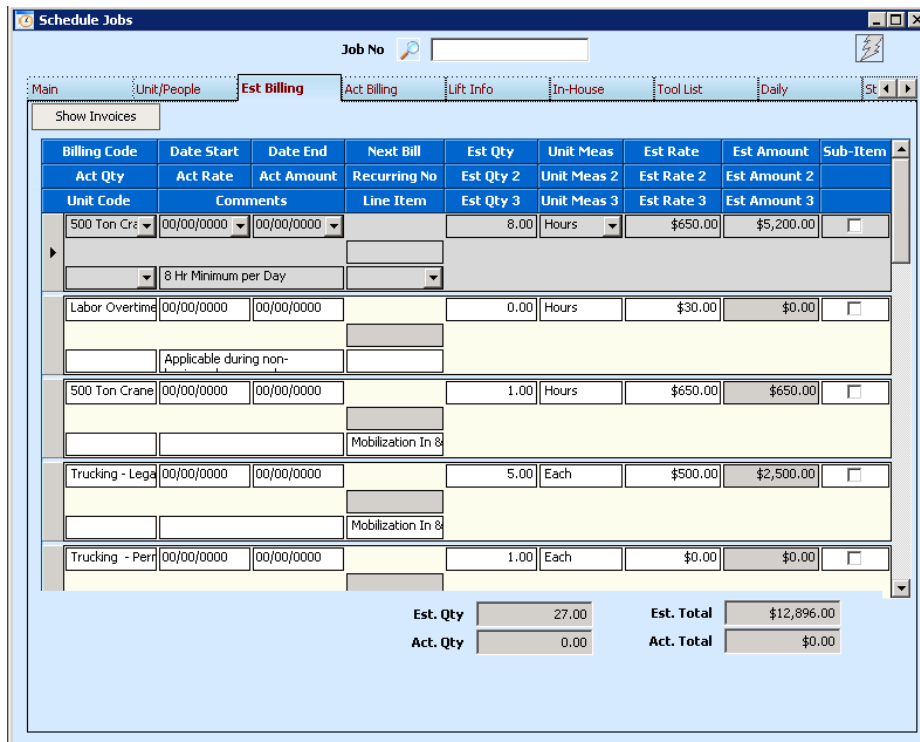 Schedule Jobs
Job No
Main Unit/People Est Billing Act Billing Lift Info In-House Tool List Daily St
Show Invoices
Billing Code Date Start Date End Next Bill Est Qty Unit Meas Est Rate Est Amount Sub-Item
Act Qty Act Rate Act Amount Recurring No Est Qty 2 Unit Meas 2 Est Rate 2 Est Amount 2
Unit Code Comments Line Item Est Qty 3 Unit Meas 3 Est Rate 3 Est Amount 3
500 Ton Cra 00/00/0000 00/00/0000 8.00 Hours $650.00 $5,200.00
8 Hr Minimum per Day
Labor Overtime 00/00/0000 00/00/0000 0.00 Hours $30.00 $0.00
Applicable during non-
500 Ton Crane 00/00/0000 00/00/0000 1.00 Hours $650.00 $650.00
Mobilization In &
Trucking - Lega 00/00/0000 00/00/0000 5.00 Each $500.00 $2,500.00
Mobilization In &
Trucking - Perr 00/00/0000 00/00/0000 1.00 Each $0.00 $0.00
Est. Qty 27.00 Est. Total $12,896.00
Act. Qty 0.00 Act. Total $0.00